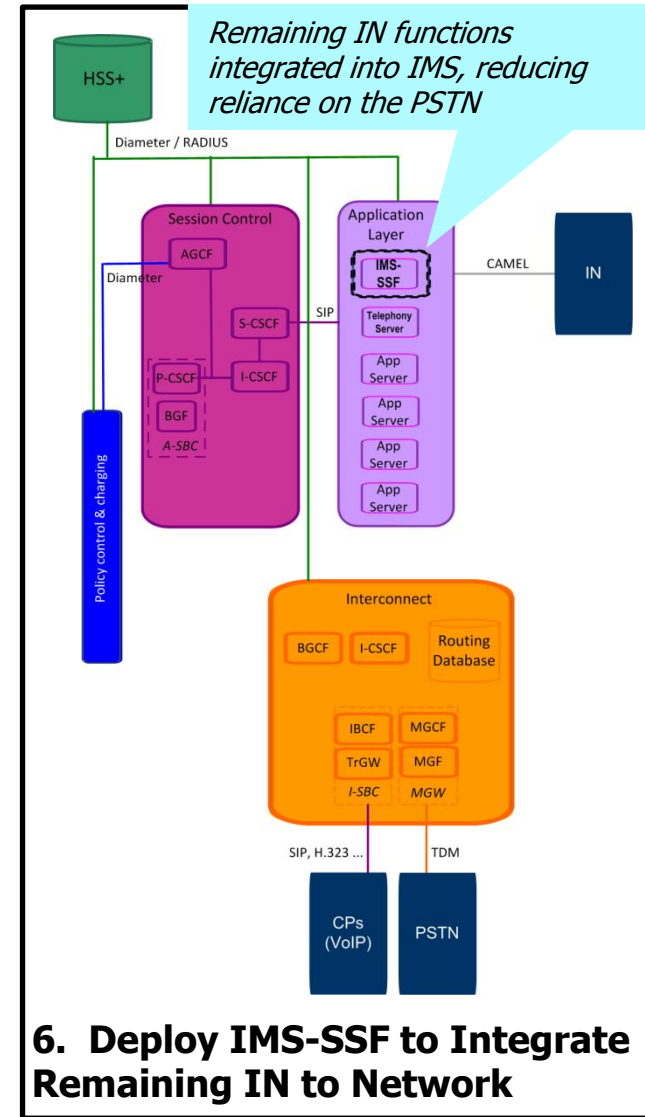 Remaining IN functions
integrated into IMS, reducing
reliance on the PSTN
HSS+
Diameter / RADIUS
Session Control
AGCF
Diameter
S-CSCF
SIP
P-CSCF
I-CSCF
BGF
A-SBC
Application
Layer
IMS-
SSF
Telephony
Server
App
Server
App
Server
App
Server
App
Server
CAMEL
IN
Policy control & charging
Interconnect
BGCF
I-CSCF
Routing
Database
IBCF
MGCF
TrGW
MGF
I-SBC
MGW
SIP, H.323 ...
TDM
CPs
(VoIP)
PSTN
6. Deploy IMS-SSF to Integrate
Remaining IN to Network